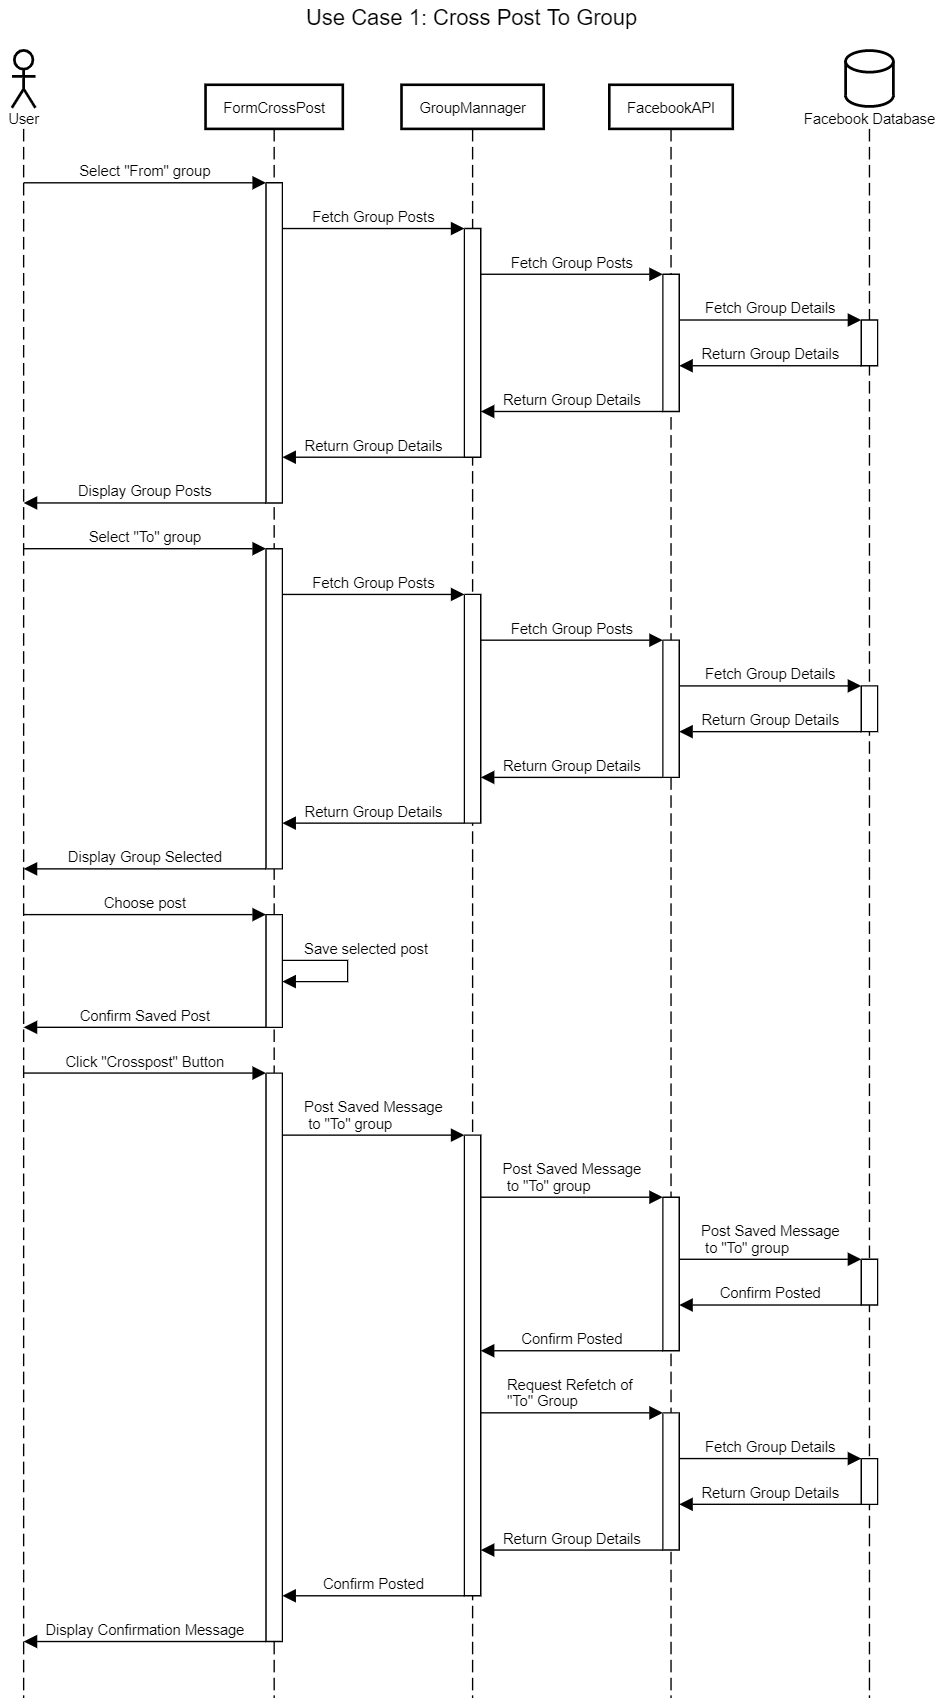 Use Case 1: Cross Post To Group
User
FormCrossPost
GroupMannager
FacebookAPI
Facebook Database
Select "From" group
Fetch Group Posts
Fetch Group Posts
Fetch Group Details
Return Group Details
Return Group Details
Return Group Details
Display Group Posts
Select "To" group
Fetch Group Posts
Fetch Group Posts
Fetch Group Details
Return Group Details
Return Group Details
Return Group Details
Display Group Selected
Choose post
Save selected post
Confirm Saved Post
Click "Crosspost" Button
Post Saved Message
to "To" group
Post Saved Message
to "To" group
Post Saved Message
to "To" group
Confirm Posted
Confirm Posted
Request Refetch of
"To" Group
Fetch Group Details
Return Group Details
Return Group Details
Confirm Posted
Display Confirmation Message